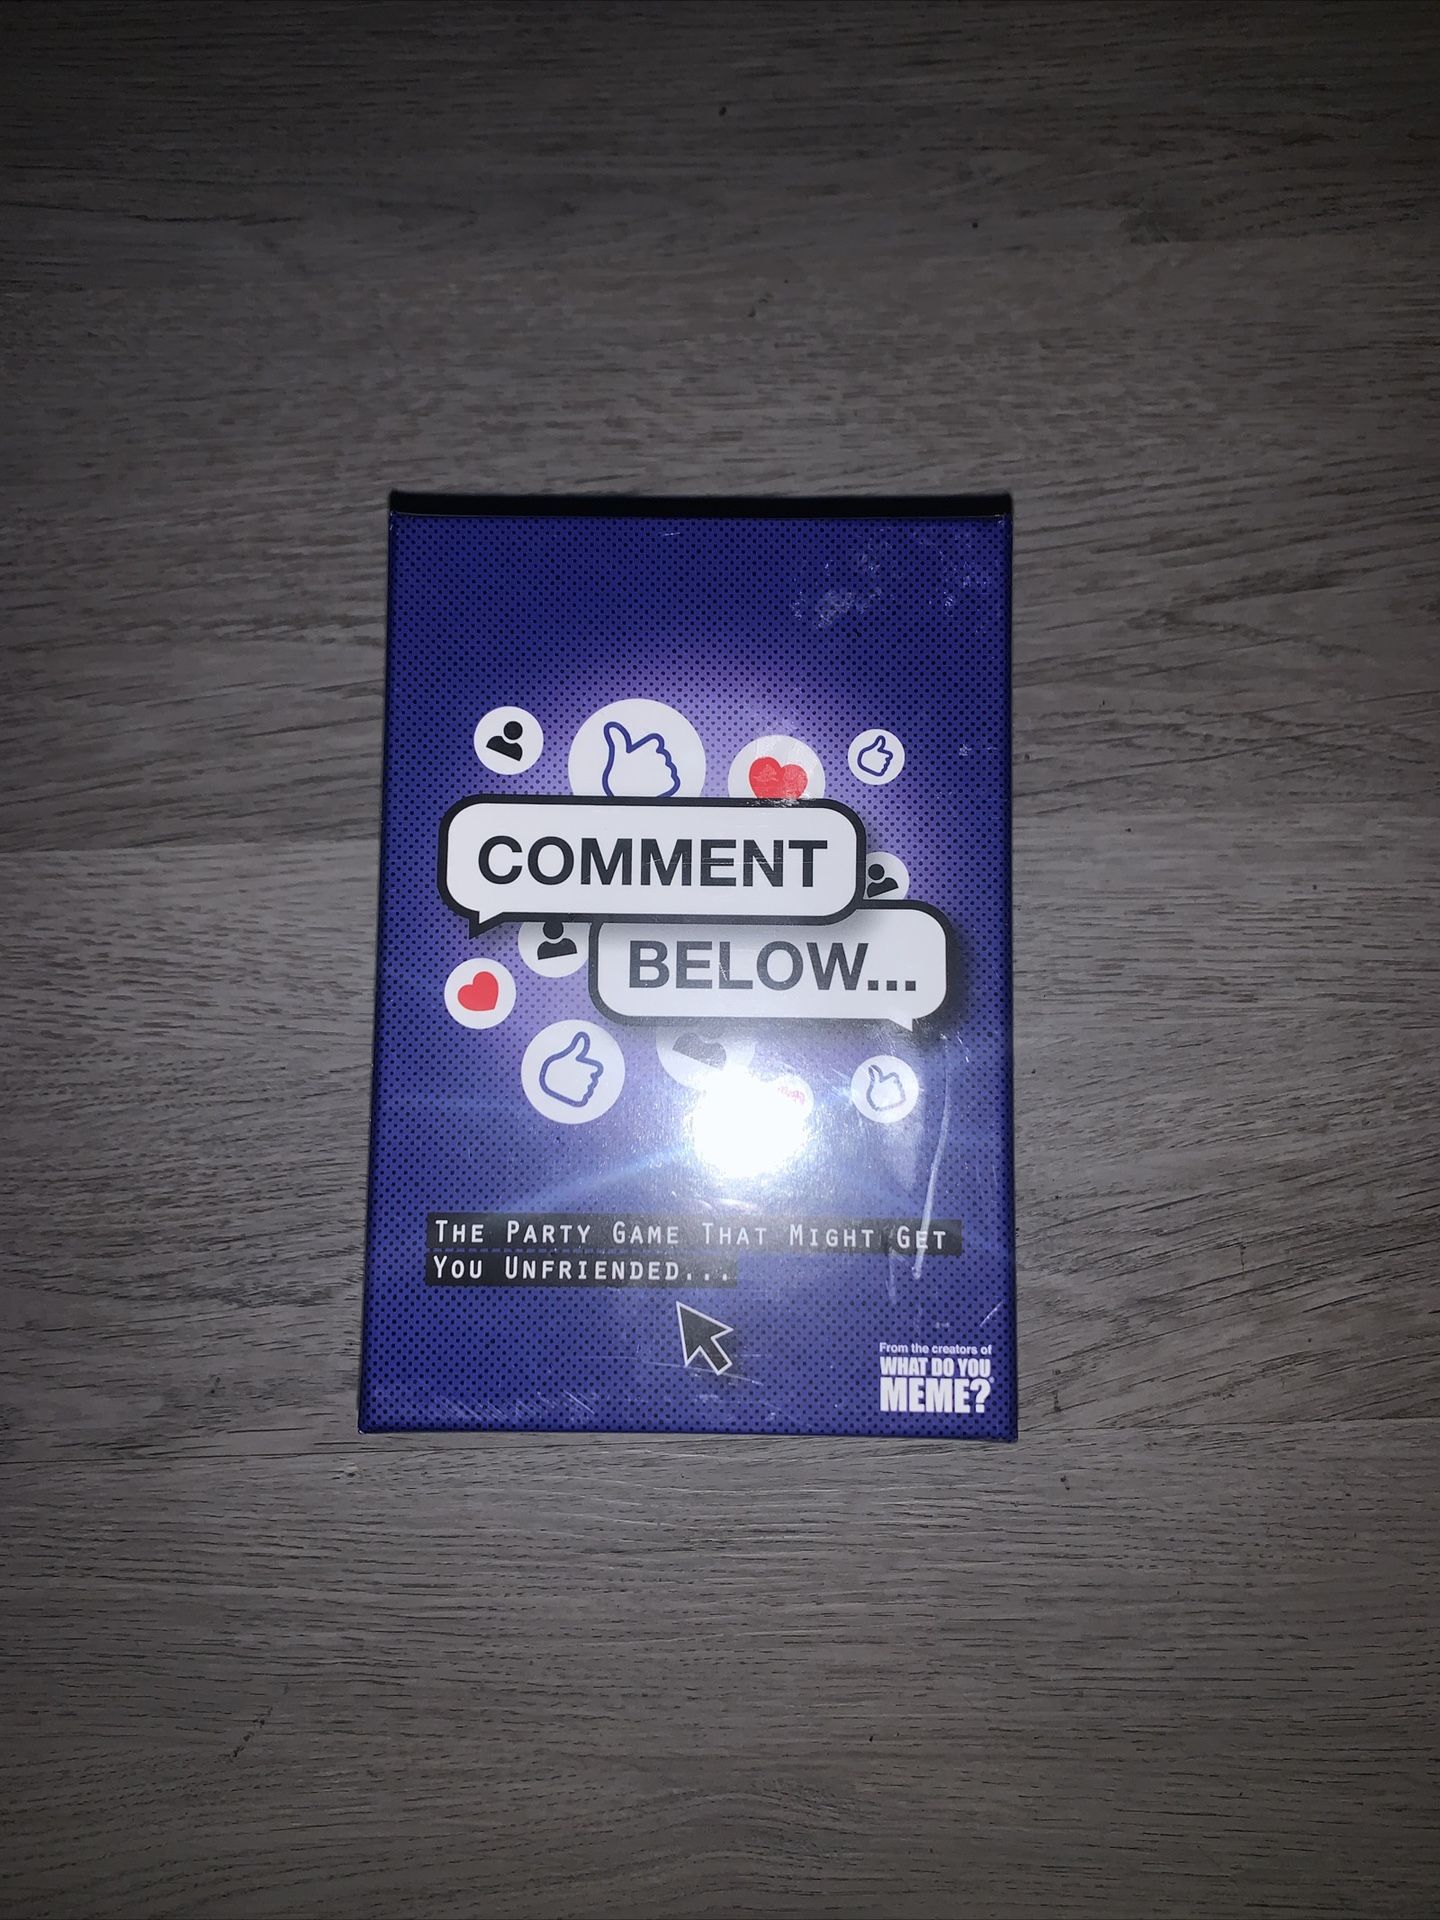 COMMENT
BELOW...
The Party Game That Might Get
You Unfriended...
From the creators of
WHAT DO YOU
MEME?